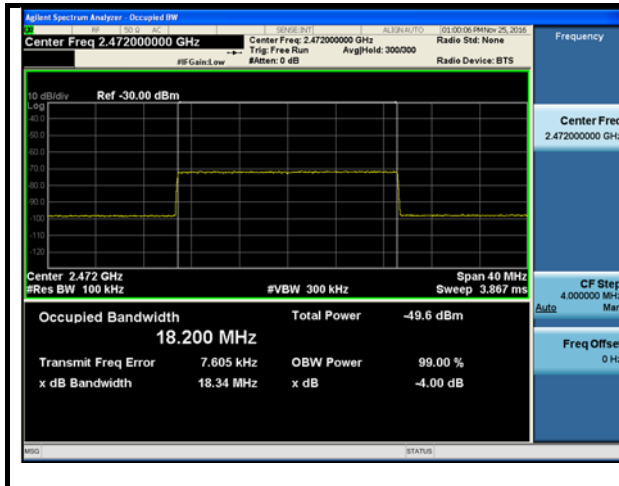 Agilent Spectrum Analyzer - Occupied BW
RF 50 Ω AC SENSE:INT ALIGN AUTO 01:00:06 PM Nov 25, 2016
Center Freq 2.472000000 GHz
Center Freq: 2.472000000 GHz
Radio Std: None
Trig: Free Run Avg|Hold: 300/300
#IFGain:Low #Atten: 0 dB Radio Device: BTS
Frequency
10 dB/div Ref -30.00 dBm
Log
-40.0
-50.0
-60.0
-70.0
-80.0
-90.0
-100
-110
-120
Center 2.472 GHz Span 40 MHz
#Res BW 100 kHz #VBW 300 kHz Sweep 3.867 ms
Occupied Bandwidth Total Power -49.6 dBm
18.200 MHz
Transmit Freq Error 7.605 kHz OBW Power 99.00 %
x dB Bandwidth 18.34 MHz x dB -4.00 dB
Center Freq
2.472000000 GHz
CF Step
4.000000 MHz
Auto Man
Freq Offset
0 Hz
MSG STATUS